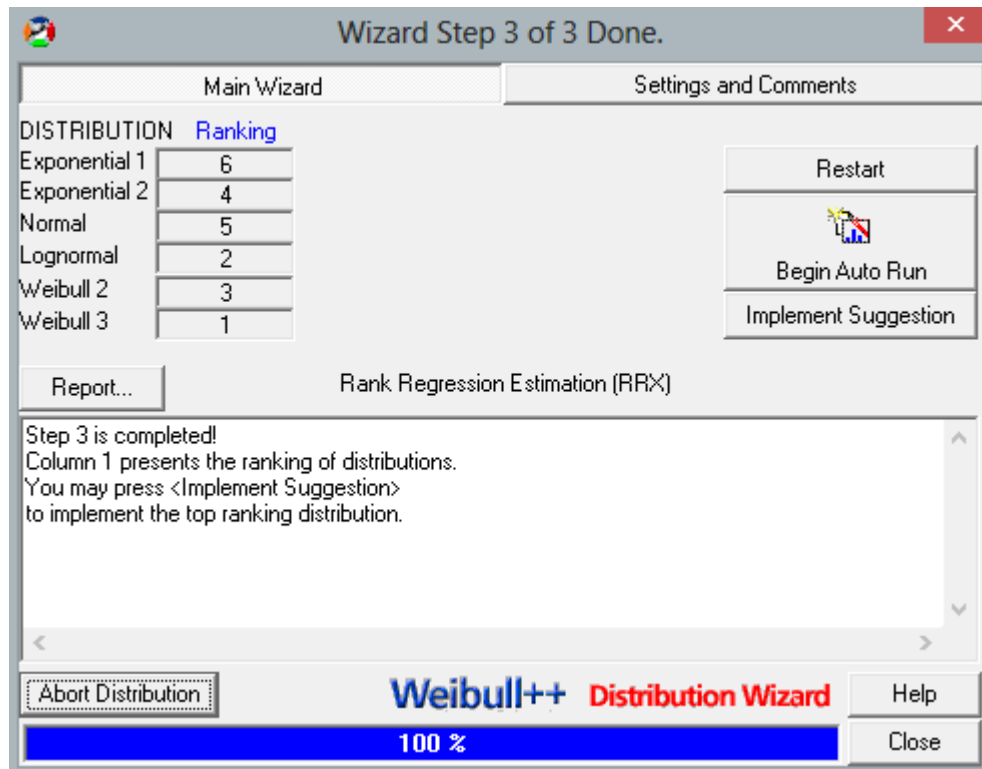 Wizard Step 3 of 3 Done.
Main Wizard
Settings and Comments
DISTRIBUTION Ranking
Exponential 1 6
Exponential 2 4
Normal 5
Lognormal 2
Weibull 2 3
Weibull 3 1
Restart
Begin Auto Run
Implement Suggestion
Report...
Rank Regression Estimation (RRX)
Step 3 is completed!
Column 1 presents the ranking of distributions.
You may press <Implement Suggestion>
to implement the top ranking distribution.
Abort Distribution
Weibull++ Distribution Wizard
Help
100 %
Close